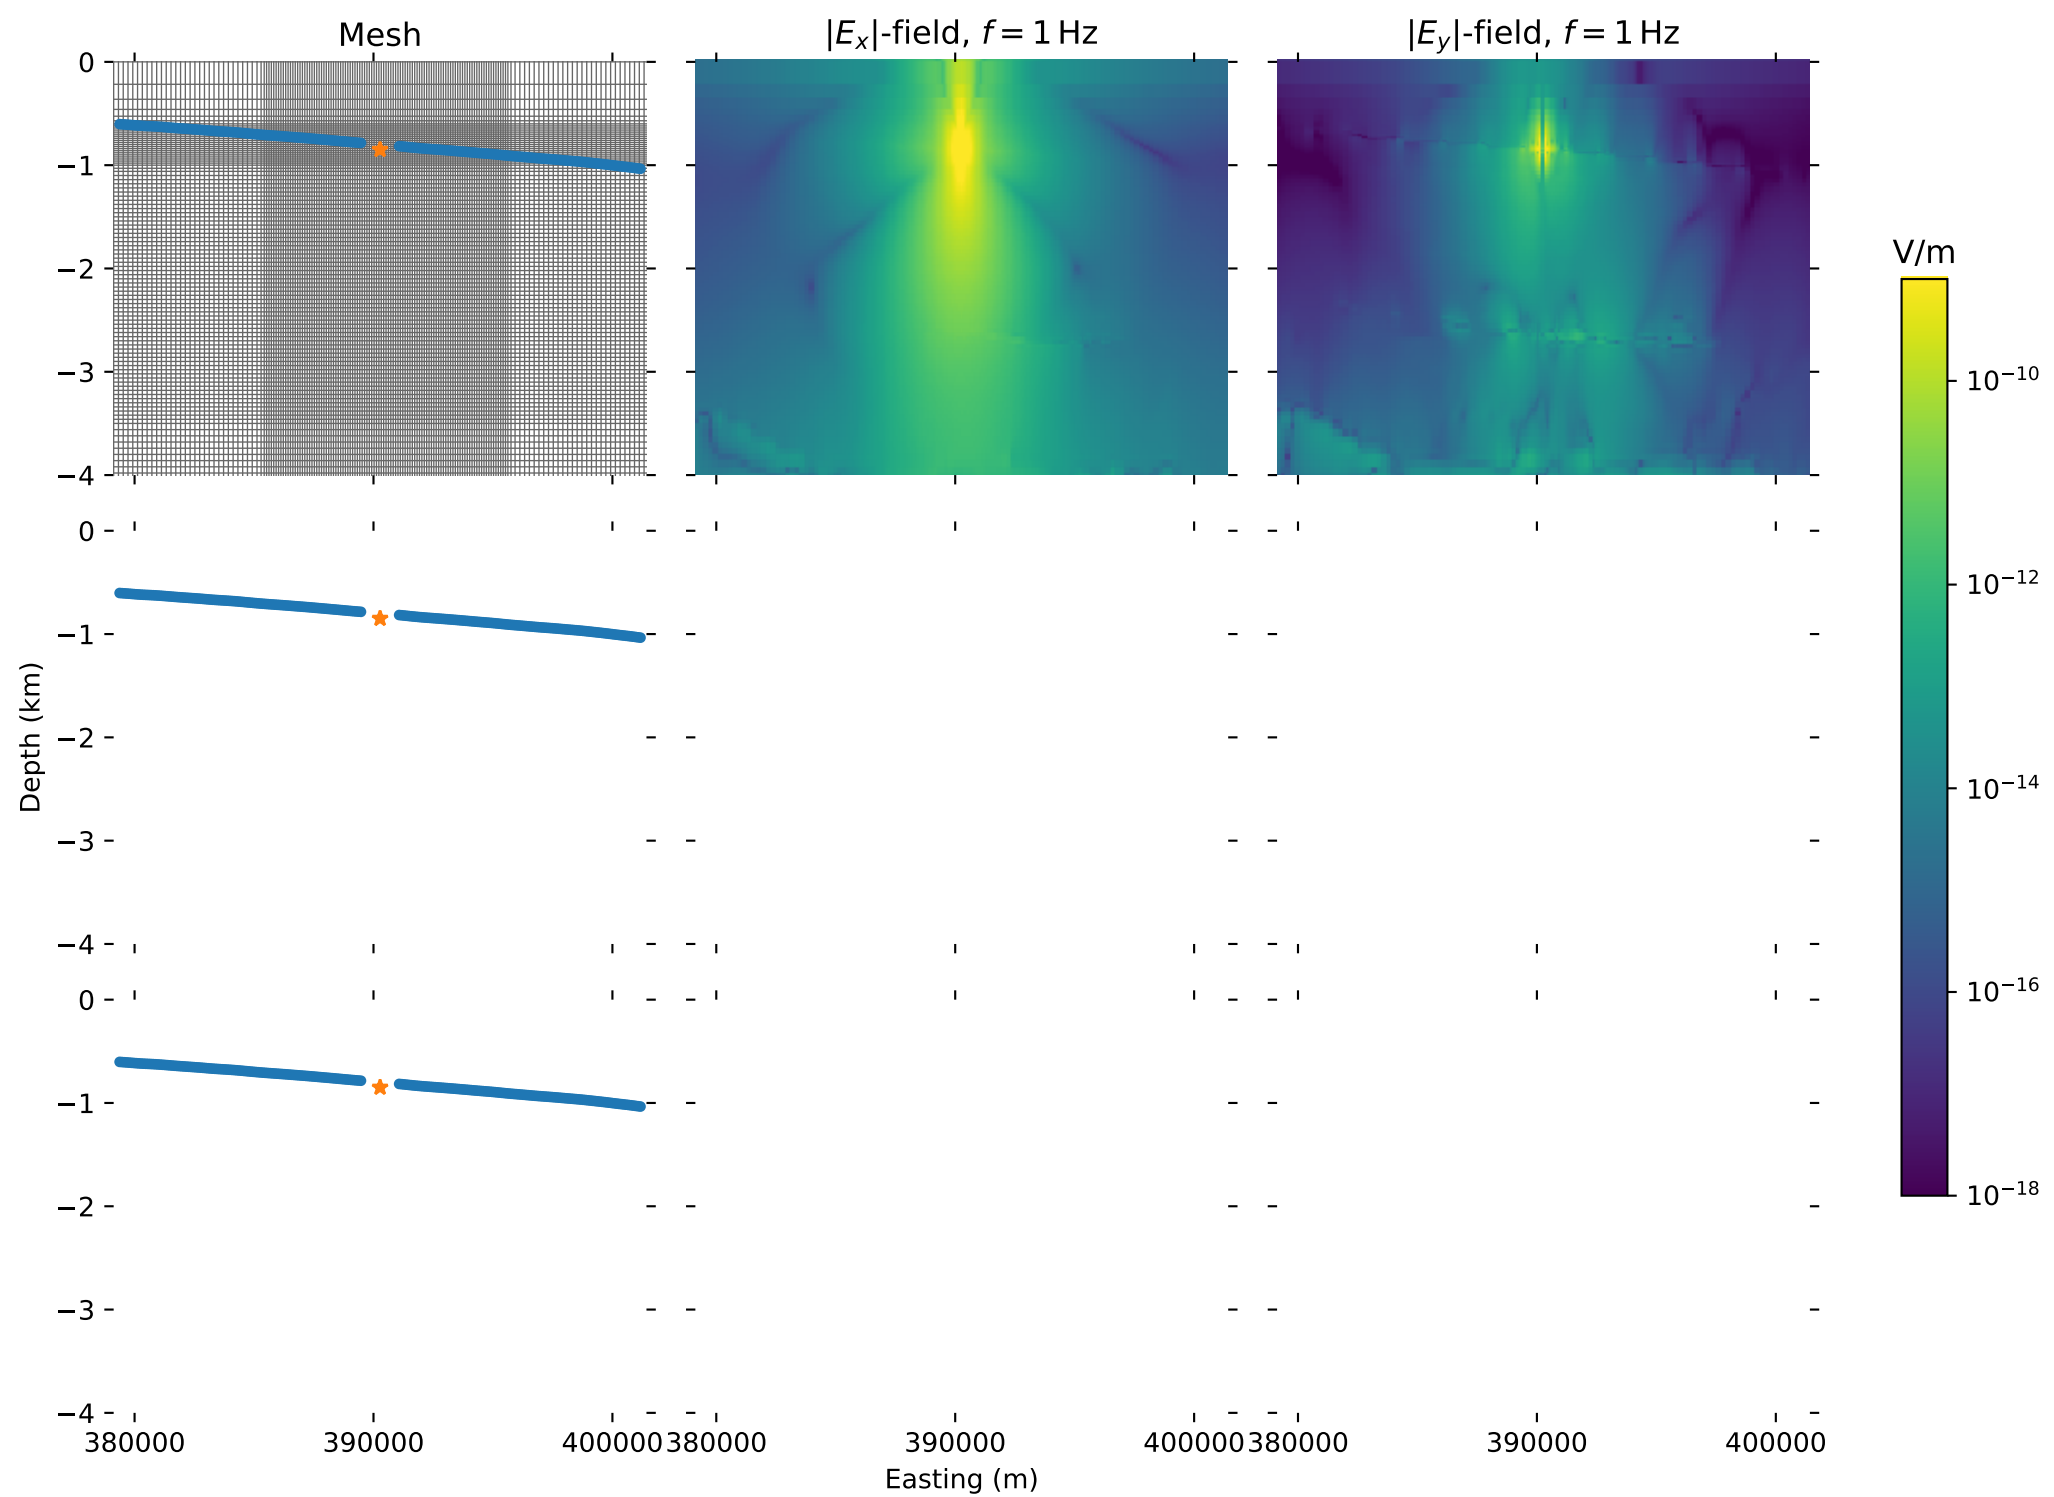 Mesh
|Ex|-field, f = 1 Hz
|Ey|-field, f = 1 Hz
0
−1
−2
−3
−4
0
−1
−2
−3
−4
0
−1
−2
−3
−4
Depth (km)
380000 390000 400000
380000 390000 400000
380000 390000 400000
Easting (m)
V/m
10⁻¹⁰
10⁻¹²
10⁻¹⁴
10⁻¹⁶
10⁻¹⁸